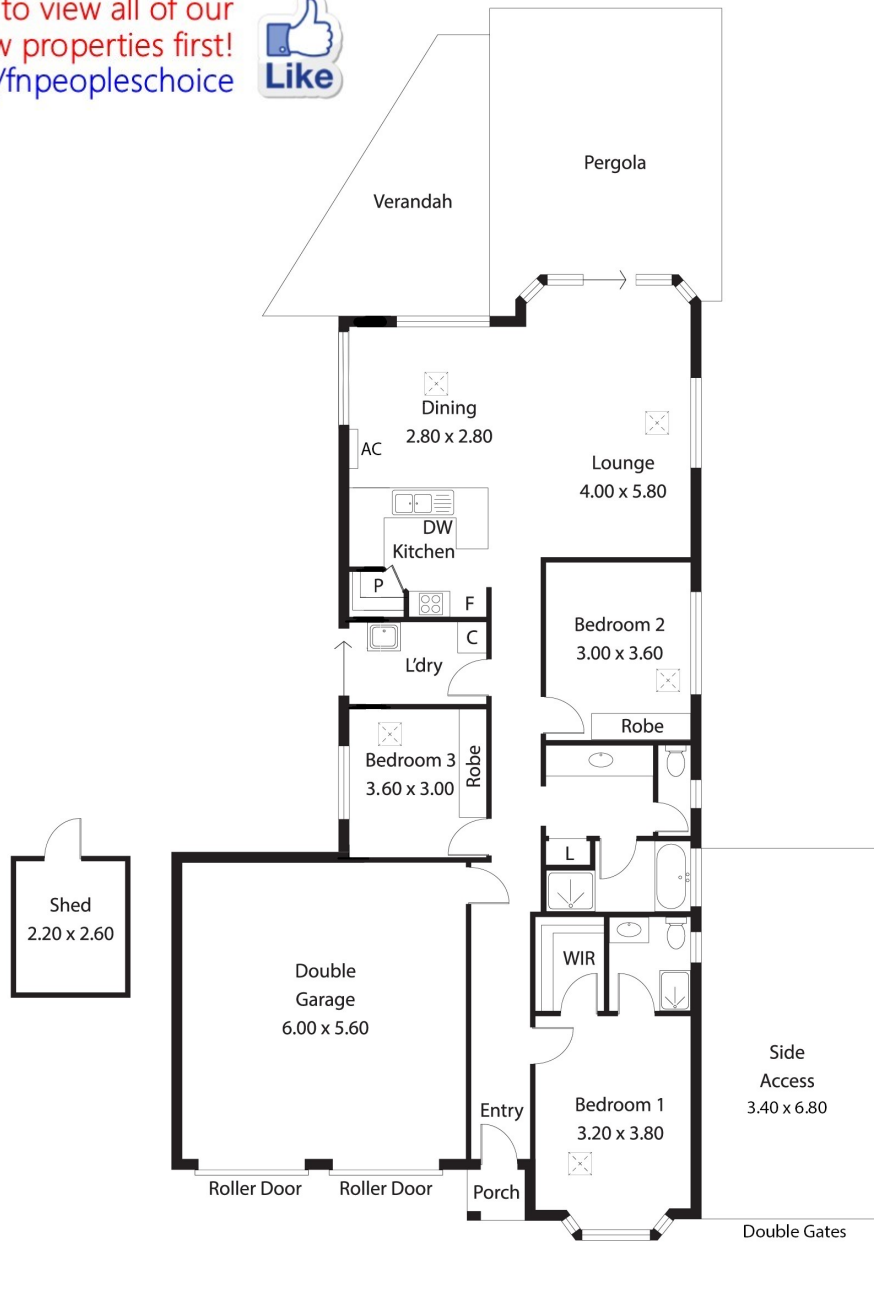 to view all of our
w properties first!
/fnpeopleschoice
Like
Pergola
Verandah
Dining
2.80 x 2.80
AC
Lounge
4.00 x 5.80
DW
Kitchen
P
F
C
L'dry
Bedroom 2
3.00 x 3.60
Robe
Bedroom 3
3.60 x 3.00
Robe
L
Shed
2.20 x 2.60
WIR
Double
Garage
6.00 x 5.60
Side
Access
3.40 x 6.80
Entry
Bedroom 1
3.20 x 3.80
Roller Door
Roller Door
Porch
Double Gates